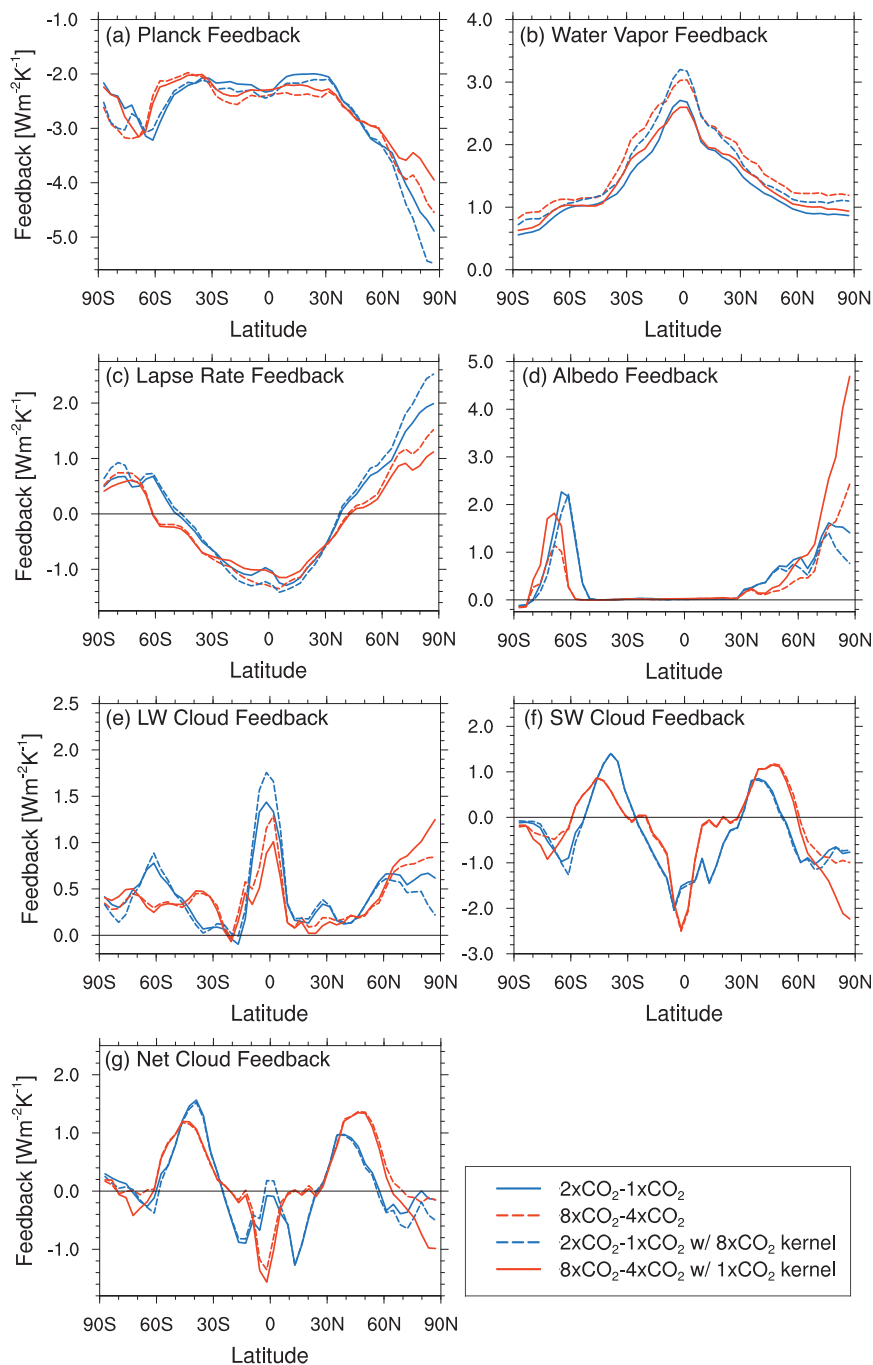 (a) Planck Feedback
Feedback [Wm⁻²K⁻¹]
-1.0
-2.0
-3.0
-4.0
-5.0
90S 60S 30S 0 30N 60N 90N
Latitude
(b) Water Vapor Feedback
4.0
3.0
2.0
1.0
0.0
90S 60S 30S 0 30N 60N 90N
Latitude
(c) Lapse Rate Feedback
Feedback [Wm⁻²K⁻¹]
2.0
1.0
0.0
-1.0
90S 60S 30S 0 30N 60N 90N
Latitude
(d) Albedo Feedback
5.0
4.0
3.0
2.0
1.0
0.0
90S 60S 30S 0 30N 60N 90N
Latitude
(e) LW Cloud Feedback
Feedback [Wm⁻²K⁻¹]
2.5
2.0
1.5
1.0
0.5
0.0
90S 60S 30S 0 30N 60N 90N
Latitude
(f) SW Cloud Feedback
2.0
1.0
0.0
-1.0
-2.0
-3.0
90S 60S 30S 0 30N 60N 90N
Latitude
(g) Net Cloud Feedback
Feedback [Wm⁻²K⁻¹]
2.0
1.0
0.0
-1.0
90S 60S 30S 0 30N 60N 90N
Latitude
2xCO₂-1xCO₂
8xCO₂-4xCO₂
2xCO₂-1xCO₂ w/ 8xCO₂ kernel
8xCO₂-4xCO₂ w/ 1xCO₂ kernel